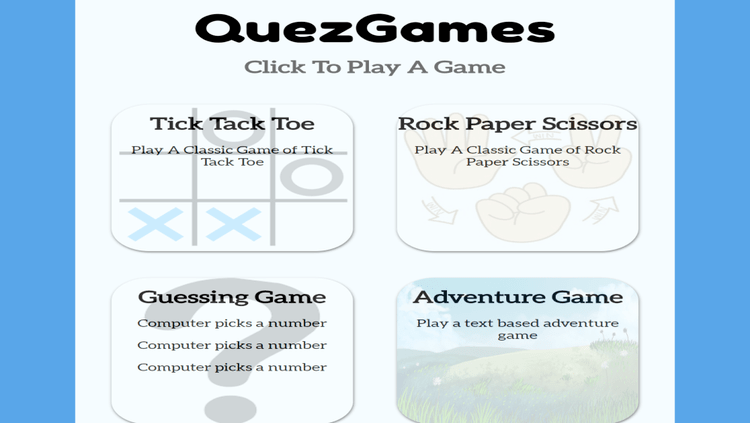 QuezGames
Click To Play A Game
Tick Tack Toe
Play A Classic Game of Tick
Tack Toe
Rock Paper Scissors
Play A Classic Game of Rock
Paper Scissors
Guessing Game
Computer picks a number
Computer picks a number
Computer picks a number
Adventure Game
Play a text based adventure
game